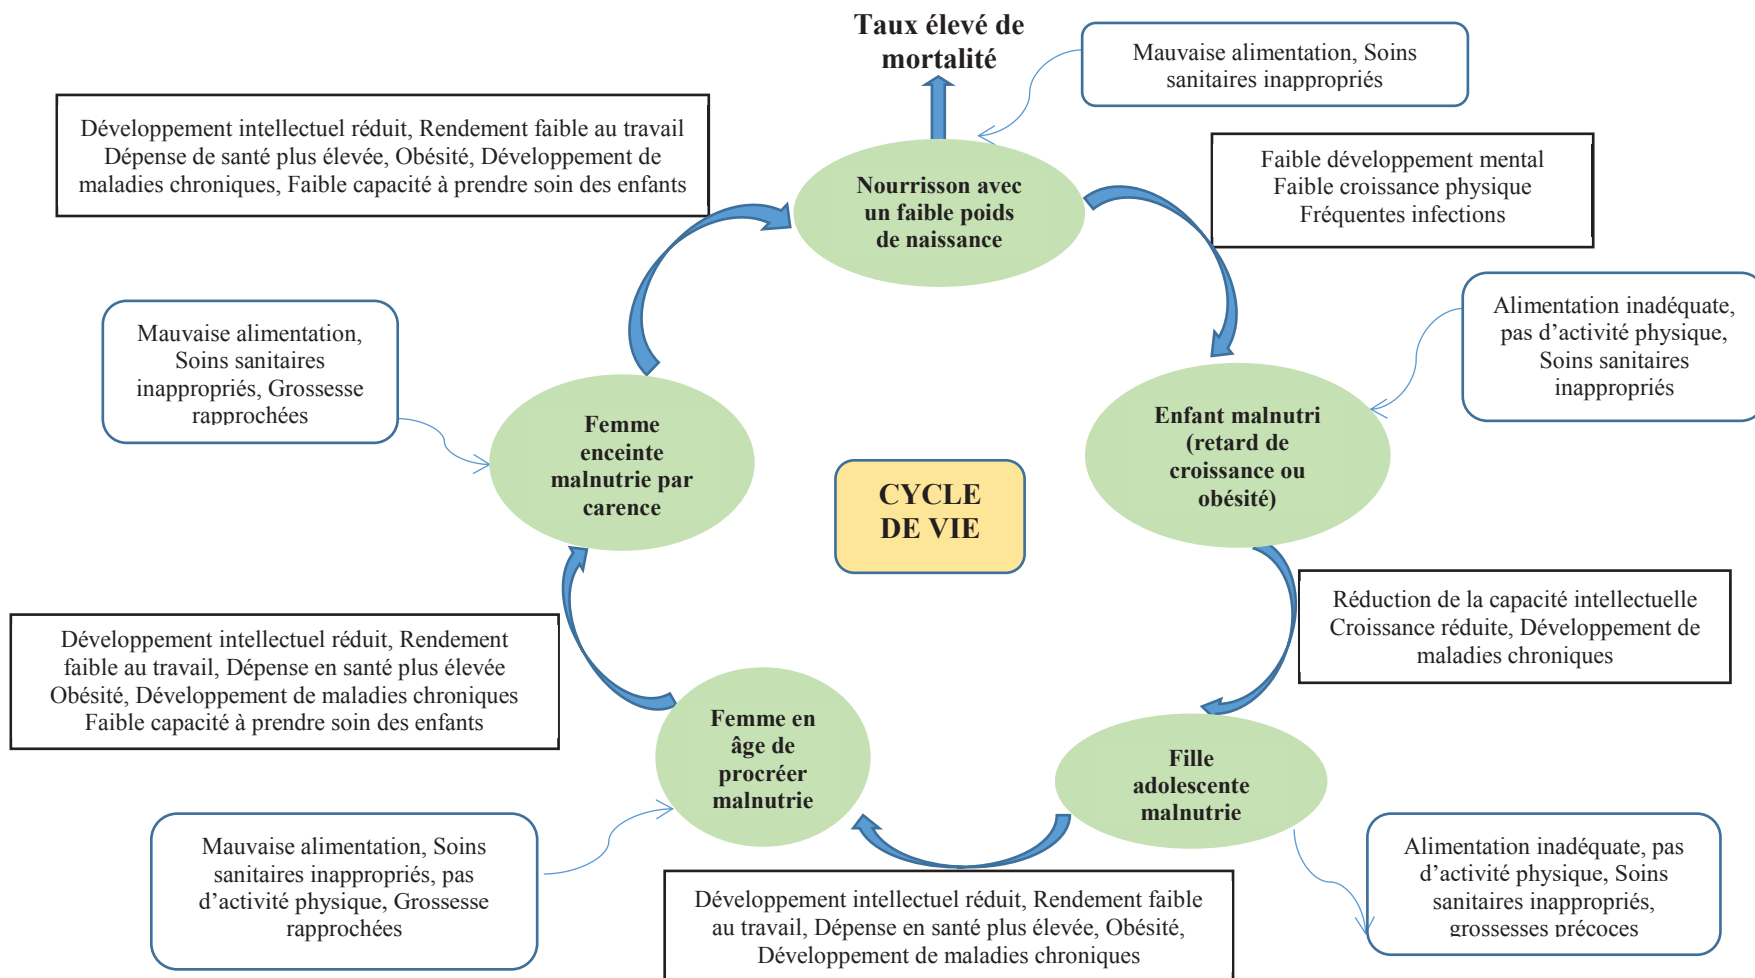 Taux élevé de
mortalité
Mauvaise alimentation, Soins
sanitaires inappropriés
Développement intellectuel réduit, Rendement faible au travail
Dépense de santé plus élevée, Obésité, Développement de
maladies chroniques, Faible capacité à prendre soin des enfants
Nourrisson avec
un faible poids
de naissance
Faible développement mental
Faible croissance physique
Fréquentes infections
Mauvaise alimentation,
Soins sanitaires
inappropriés, Grossesse
rapprochées
Alimentation inadéquate,
pas d’activité physique,
Soins sanitaires
inappropriés
Femme
enceinte
malnutrie par
carence
Enfant malnutri
(retard de
croissance ou
obésité)
CYCLE
DE VIE
Réduction de la capacité intellectuelle
Croissance réduite, Développement de
maladies chroniques
Développement intellectuel réduit, Rendement
faible au travail, Dépense en santé plus élevée
Obésité, Développement de maladies chroniques
Faible capacité à prendre soin des enfants
Femme en
âge de
procréer
malnutrie
Fille
adolescente
malnutrie
Mauvaise alimentation, Soins
sanitaires inappropriés, pas
d’activité physique, Grossesse
rapprochées
Développement intellectuel réduit, Rendement faible
au travail, Dépense en santé plus élevée, Obésité,
Développement de maladies chroniques
Alimentation inadéquate, pas
d’activité physique, Soins
sanitaires inappropriés,
grossesses précoces